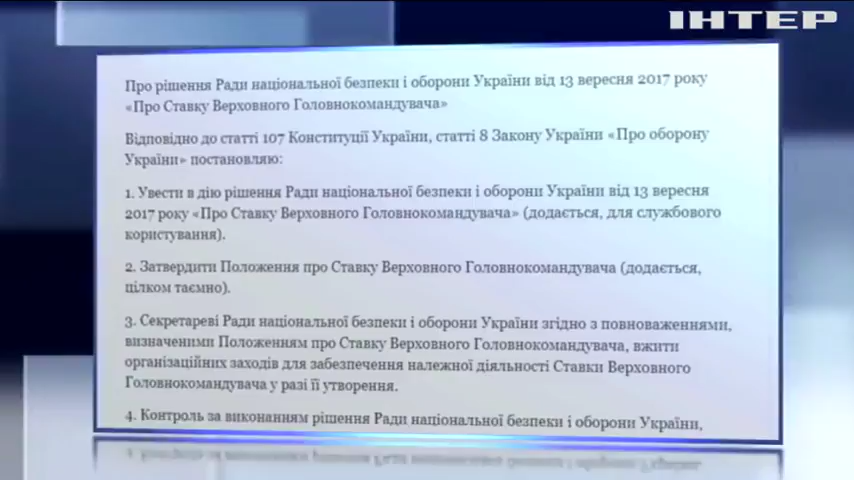 ІНТЕР
Про рішення Ради національної безпеки і оборони України від 13 вересня 2017 року
«Про Ставку Верховного Головнокомандувача»
Відповідно до статті 107 Конституції України, статті 8 Закону України «Про оборону
України» постановляю:
1. Увести в дію рішення Ради національної безпеки і оборони України від 13 вересня
2017 року «Про Ставку Верховного Головнокомандувача» (додається, для службового
користування).
2. Затвердити Положення про Ставку Верховного Головнокомандувача (додається,
цілком таємно).
3. Секретареві Ради національної безпеки і оборони України згідно з повноваженнями,
визначеними Положенням про Ставку Верховного Головнокомандувача, вжити
організаційних заходів для забезпечення належної діяльності Ставки Верховного
Головнокомандувача у разі її утворення.
4. Контроль за виконанням рішення Ради національної безпеки і оборони України,